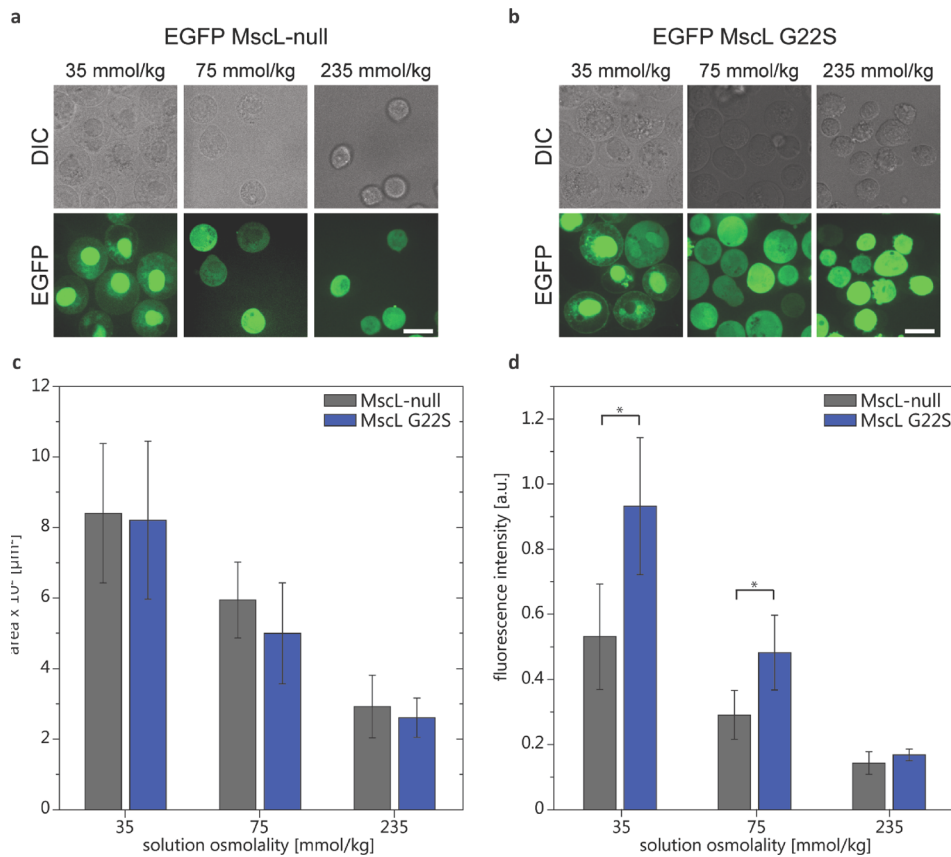 a
EGFP MscL-null
35 mmol/kg 75 mmol/kg 235 mmol/kg
DIC
EGFP
b
EGFP MscL G22S
35 mmol/kg 75 mmol/kg 235 mmol/kg
DIC
EGFP
c
12
10
8
6
4
2
0
area x 10² [µm²]
MscL-null
MscL G22S
35 75 235
solution osmolality [mmol/kg]
d
1.2
1.0
0.8
0.6
0.4
0.2
0
fluorescence intensity [a.u.]
MscL-null
MscL G22S
*
*
35 75 235
solution osmolality [mmol/kg]